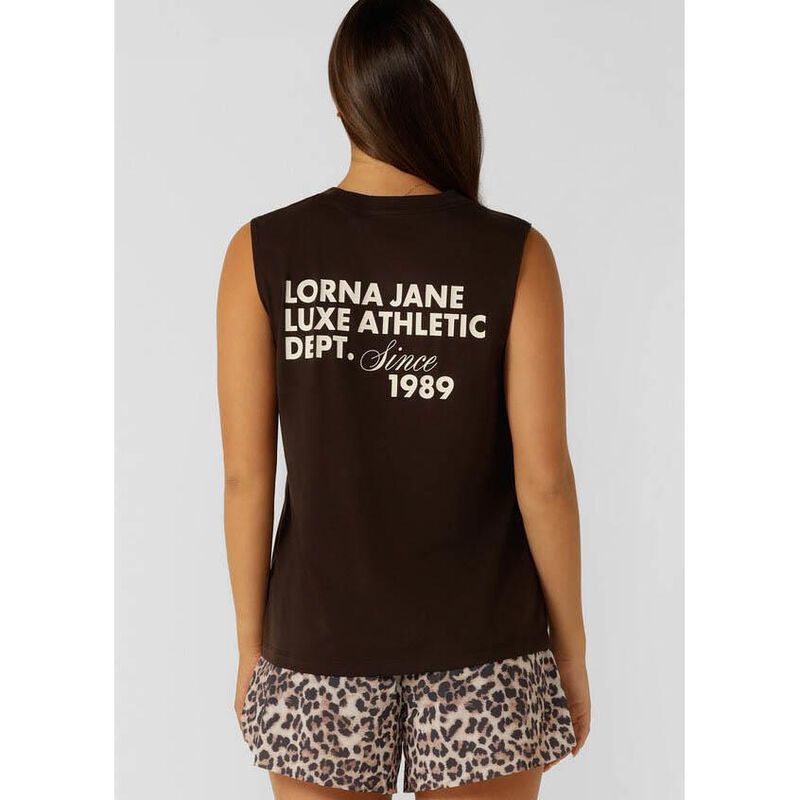 LORNA JANE
LUXE ATHLETIC
DEPT. Since
1989